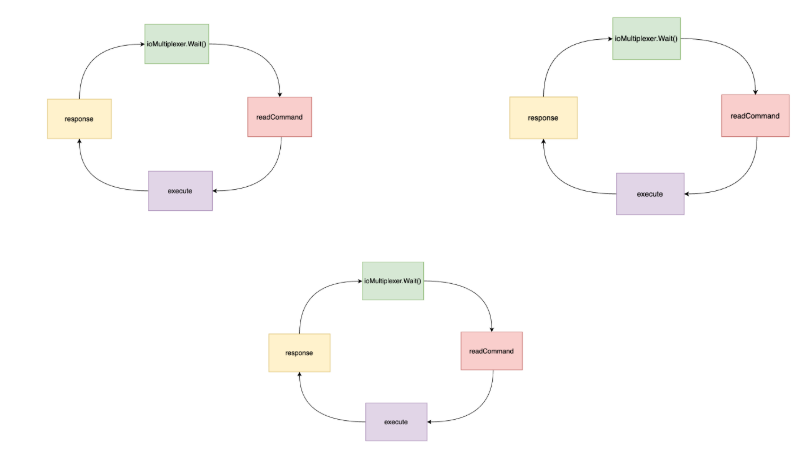 ioMultiplexer.Wait()
response
readCommand
execute
ioMultiplexer.Wait()
response
readCommand
execute
ioMultiplexer.Wait()
response
readCommand
execute